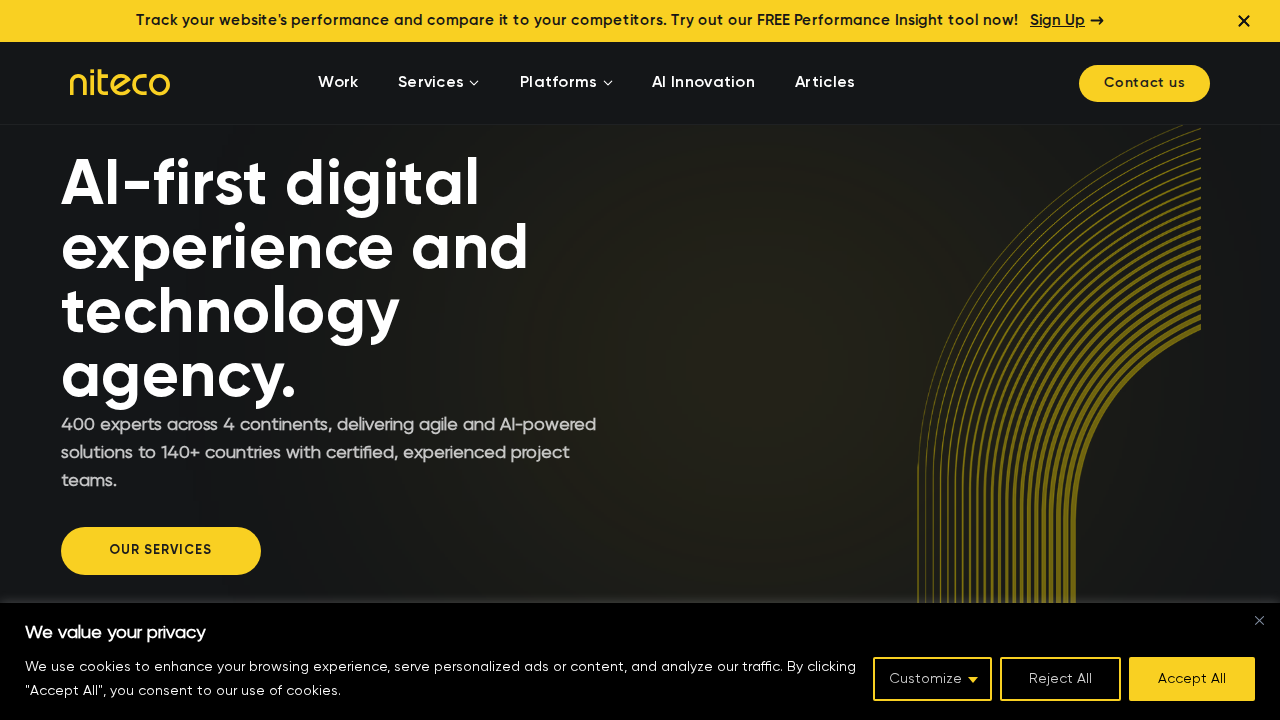 Track your website's performance and compare it to your competitors. Try out our FREE Performance Insight tool now! Sign Up →
niteco
Work
Services
Platforms
AI Innovation
Articles
Contact us
AI-first digital
experience and
technology
agency.
400 experts across 4 continents, delivering agile and AI-powered
solutions to 140+ countries with certified, experienced project
teams.
OUR SERVICES
We value your privacy
We use cookies to enhance your browsing experience, serve personalized ads or content, and analyze our traffic. By clicking
"Accept All", you consent to our use of cookies.
Customize
Reject All
Accept All